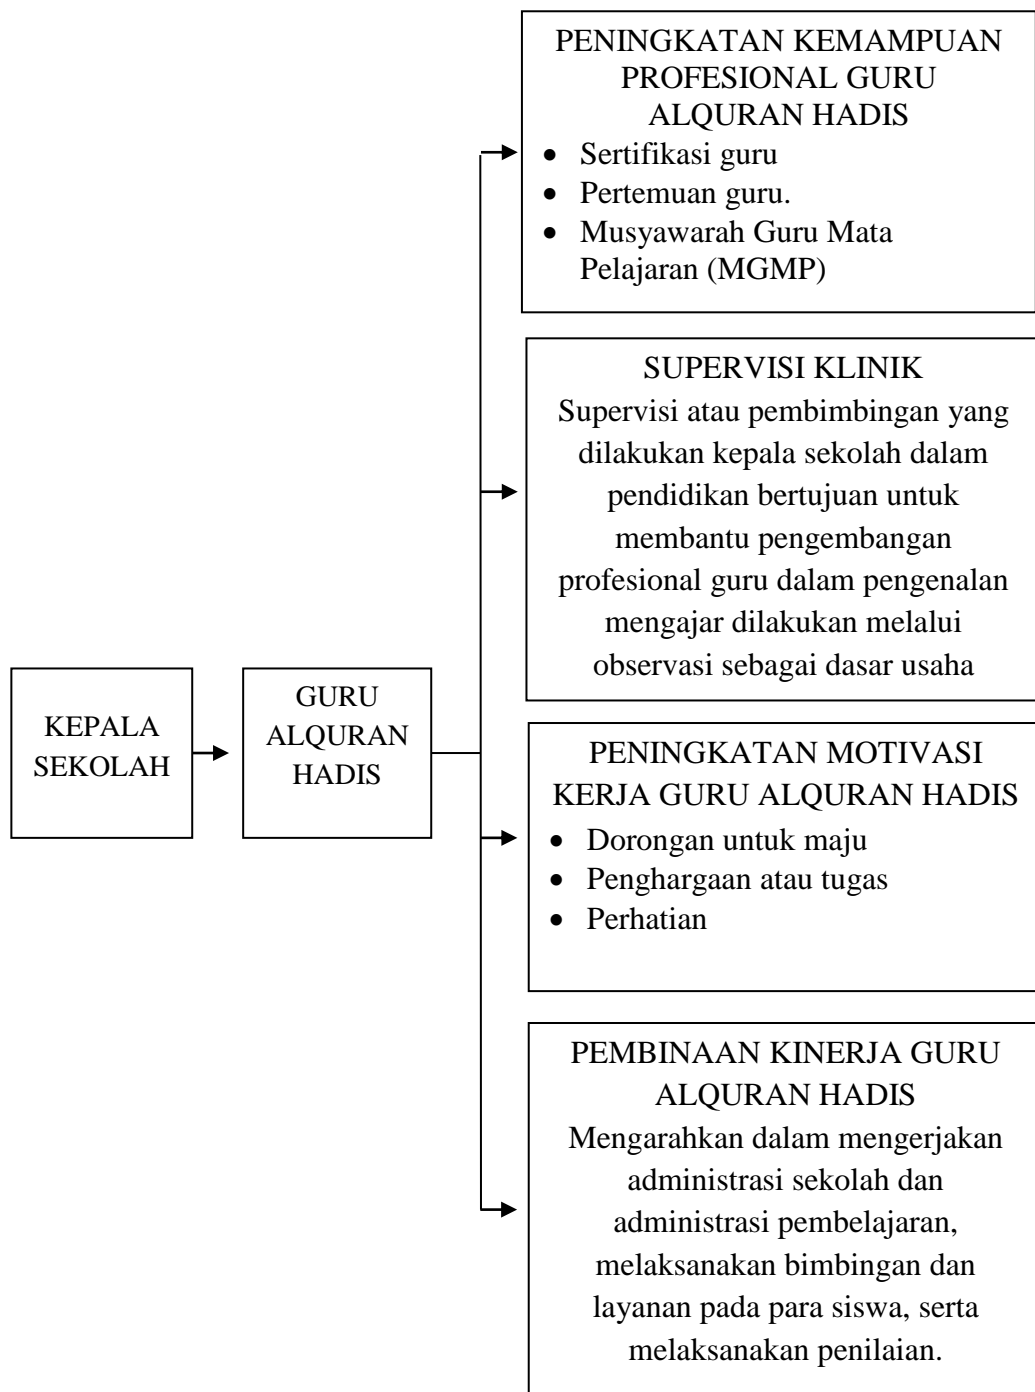 PENINGKATAN KEMAMPUAN
PROFESIONAL GURU
ALQURAN HADIS
• Sertifikasi guru
• Pertemuan guru.
• Musyawarah Guru Mata
Pelajaran (MGMP)
SUPERVISI KLINIK
Supervisi atau pembimbingan yang
dilakukan kepala sekolah dalam
pendidikan bertujuan untuk
membantu pengembangan
profesional guru dalam pengenalan
mengajar dilakukan melalui
observasi sebagai dasar usaha
KEPALA
SEKOLAH
GURU
ALQURAN
HADIS
PENINGKATAN MOTIVASI
KERJA GURU ALQURAN HADIS
• Dorongan untuk maju
• Penghargaan atau tugas
• Perhatian
PEMBINAAN KINERJA GURU
ALQURAN HADIS
Mengarahkan dalam mengerjakan
administrasi sekolah dan
administrasi pembelajaran,
melaksanakan bimbingan dan
layanan pada para siswa, serta
melaksanakan penilaian.